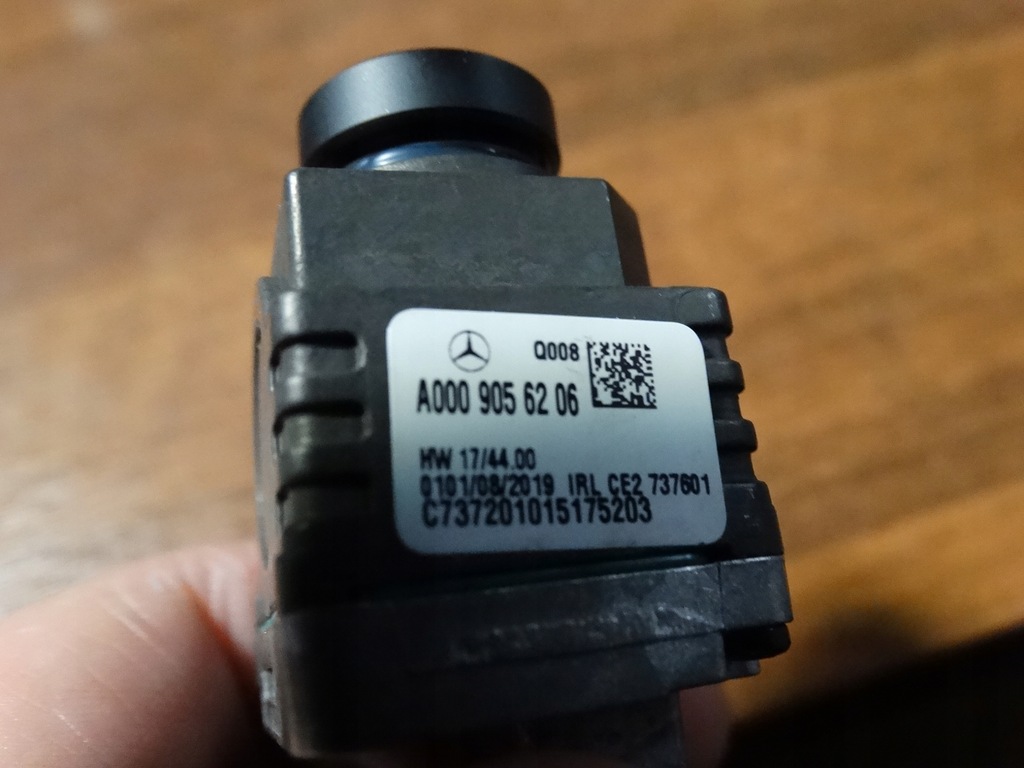 Q008
A000 905 62 06
HW 17/44.00
0101/08/2019 IRL CE2 737601
C737201015175203